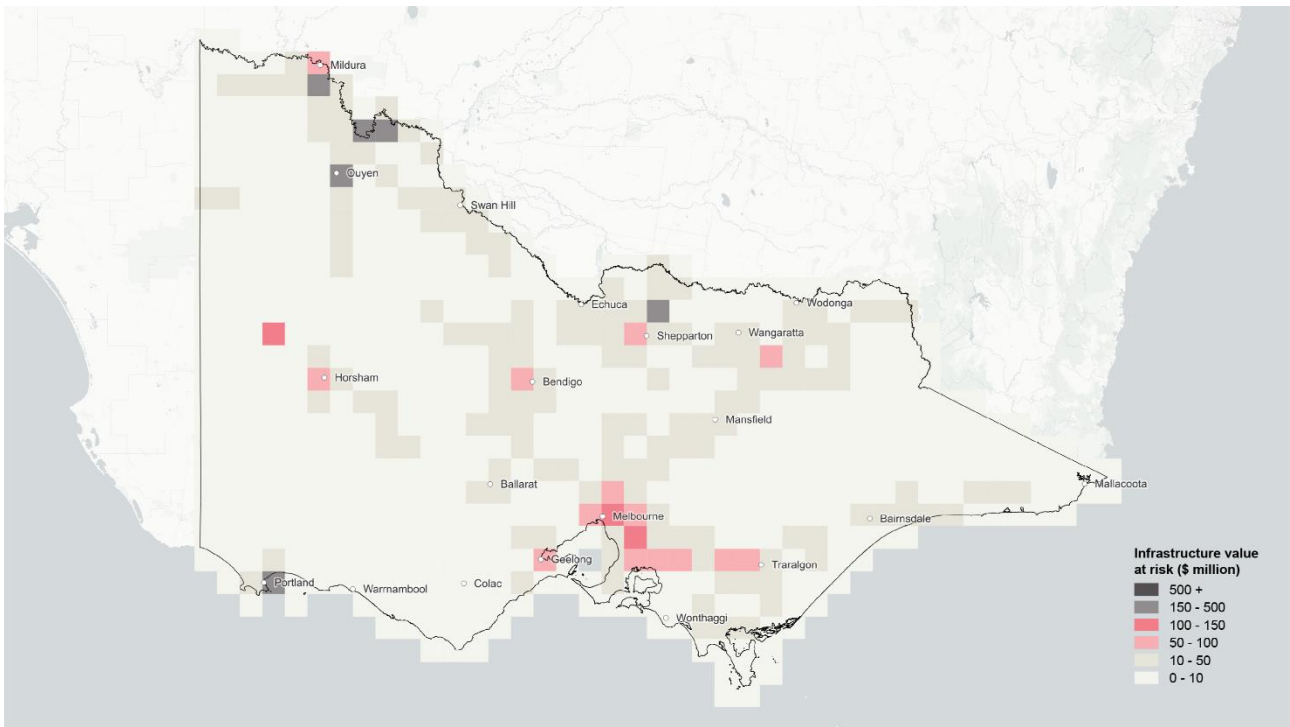 Mildura
Ouyen
Swan Hill
Echuca
Wodonga
Shepparton
Wangaratta
Horsham
Bendigo
Mansfield
Ballarat
Mallacoota
Melbourne
Bairnsdale
Geelong
Traralgon
Portland
Warrnambool
Colac
Wonthaggi
Infrastructure value
at risk ($ million)
500 +
150 - 500
100 - 150
50 - 100
10 - 50
0 - 10